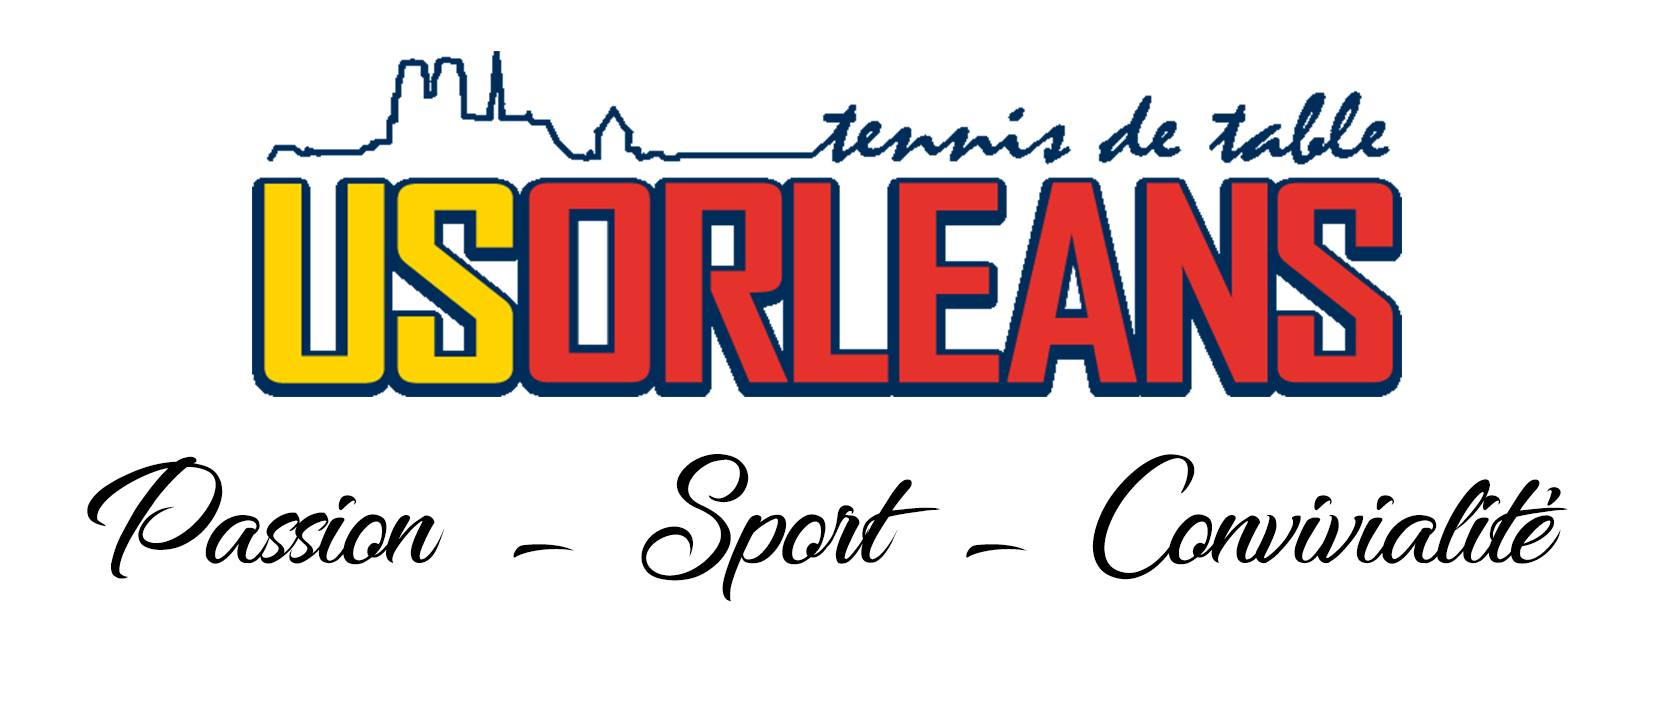 tennis de table
USORLEANS
Passion - Sport - Convivialité